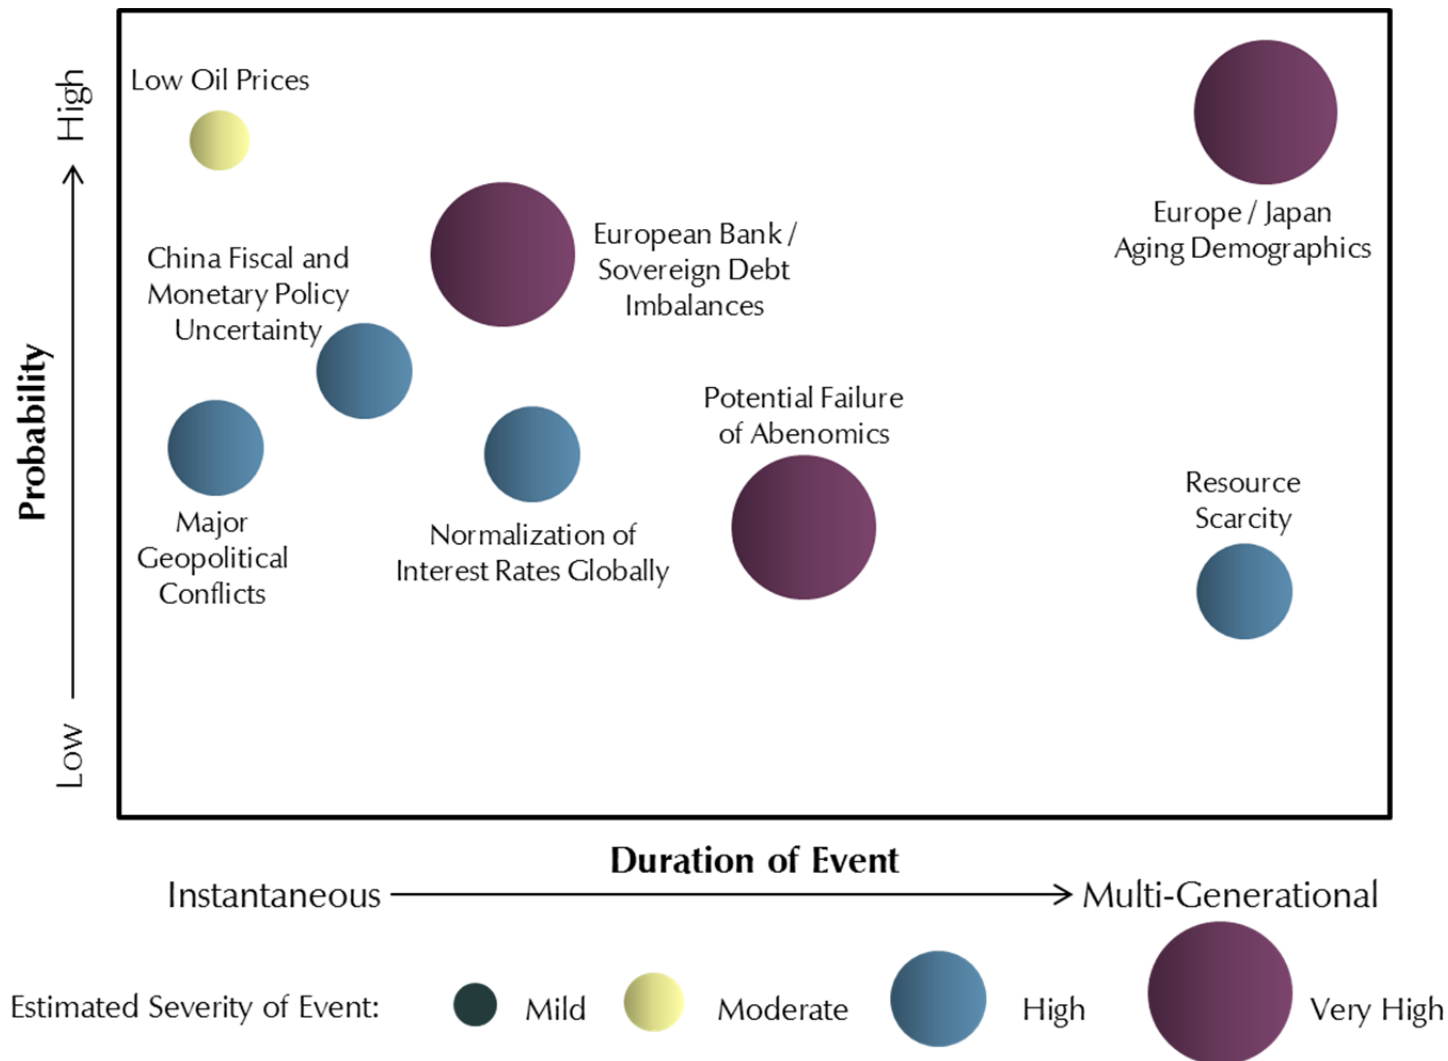 High
Low
Probability
Low Oil Prices
China Fiscal and
Monetary Policy
Uncertainty
European Bank /
Sovereign Debt
Imbalances
Europe / Japan
Aging Demographics
Major
Geopolitical
Conflicts
Normalization of
Interest Rates Globally
Potential Failure
of Abenomics
Resource
Scarcity
Duration of Event
Instantaneous
Multi-Generational
Estimated Severity of Event:
Mild
Moderate
High
Very High